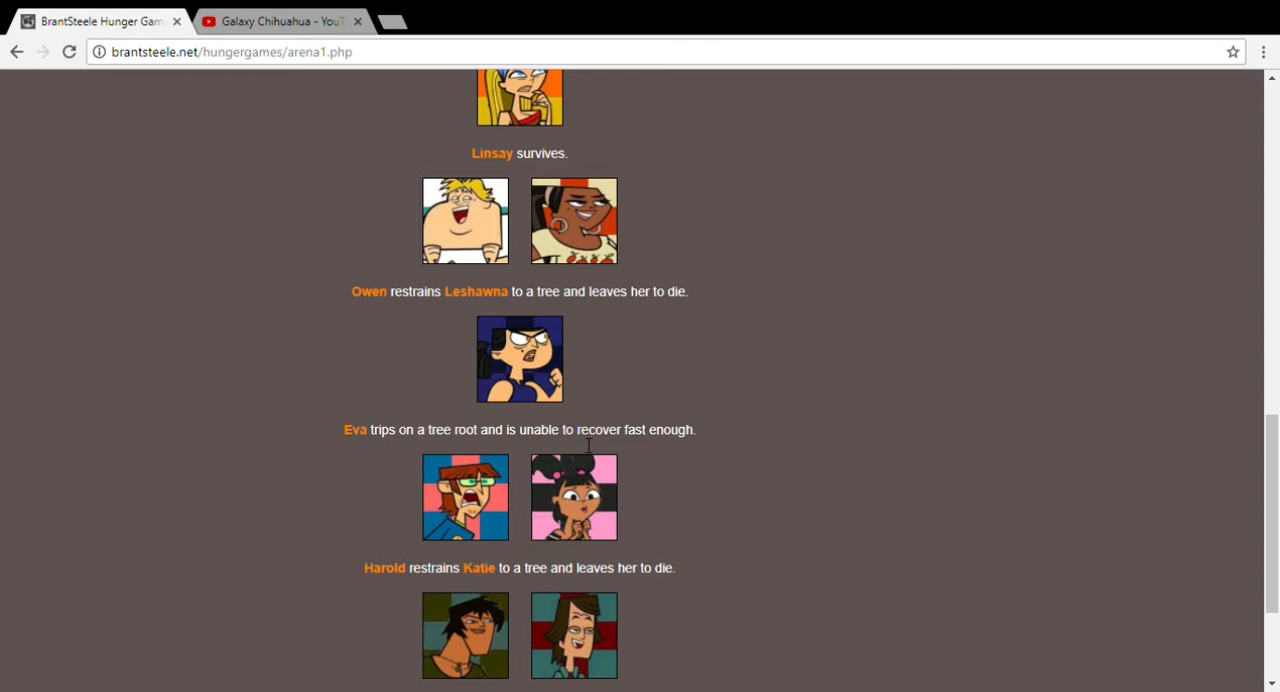 BrantSteele Hunger Gam
Galaxy Chihuahua - YouT
brantsteele.net/hungergames/arena1.php
Linsay survives.
Owen restrains Leshawna to a tree and leaves her to die.
Eva trips on a tree root and is unable to recover fast enough.
Harold restrains Katie to a tree and leaves her to die.